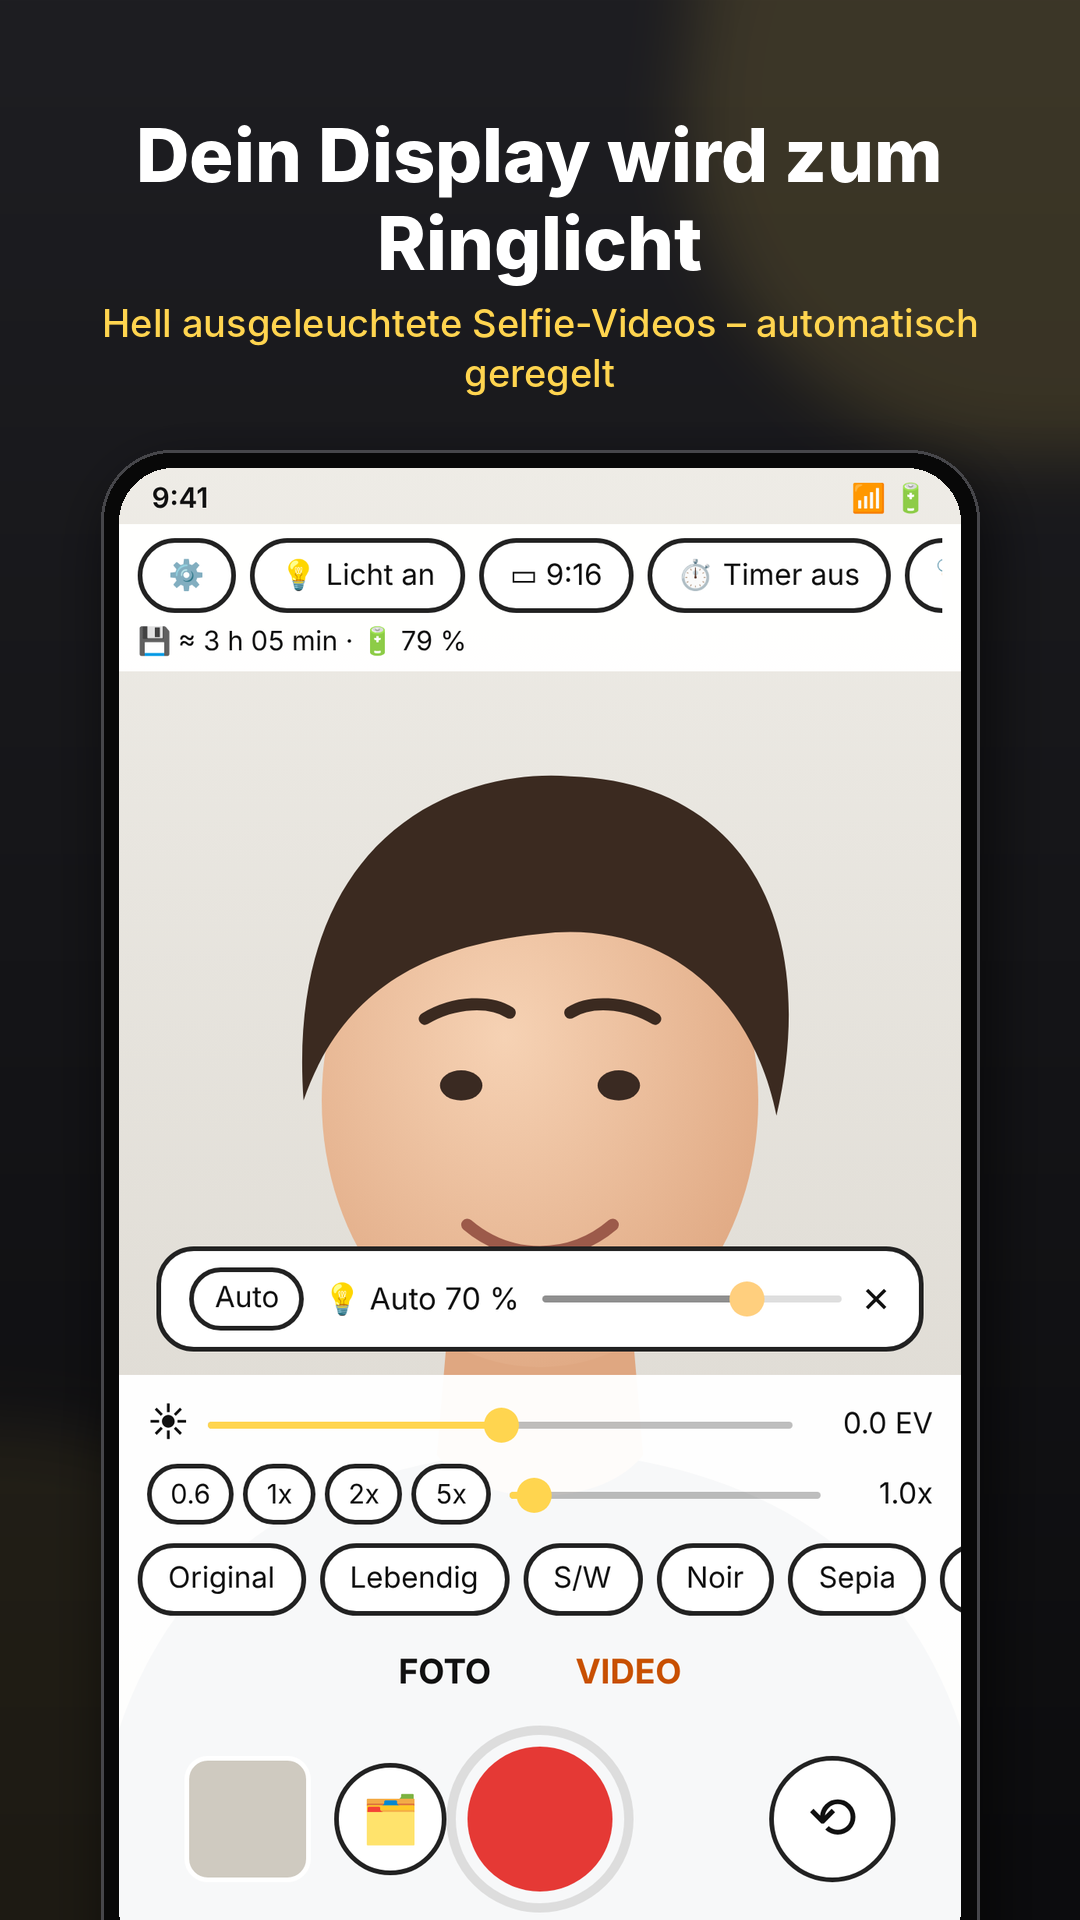 Dein Display wird zum
Ringlicht
Hell ausgeleuchtete Selfie-Videos – automatisch
geregelt
9:41
Licht an
9:16
Timer aus
≈ 3 h 05 min · 79 %
Auto
Auto 70 %
0.0 EV
0.6
1x
2x
5x
1.0x
Original
Lebendig
S/W
Noir
Sepia
FOTO
VIDEO